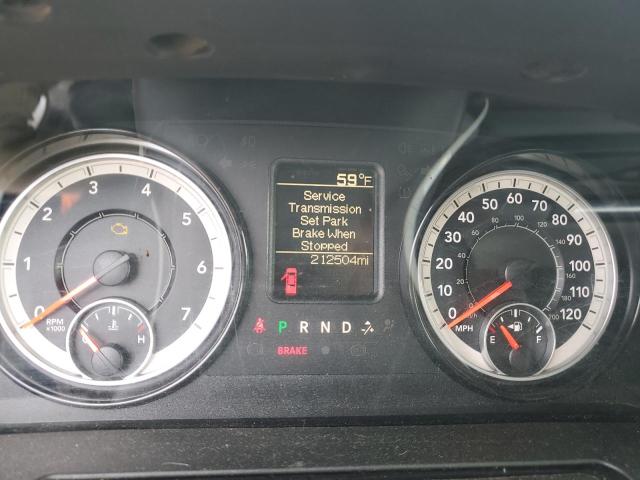 59°F
Service
Transmission
Set Park
Brake When
Stopped
212504mi
0 1 2 3 4 5 6 7
RPM
x1000
C H
P R N D
BRAKE
0 10 20 30 40 50 60 70 80 90 100 110 120
MPH
E F